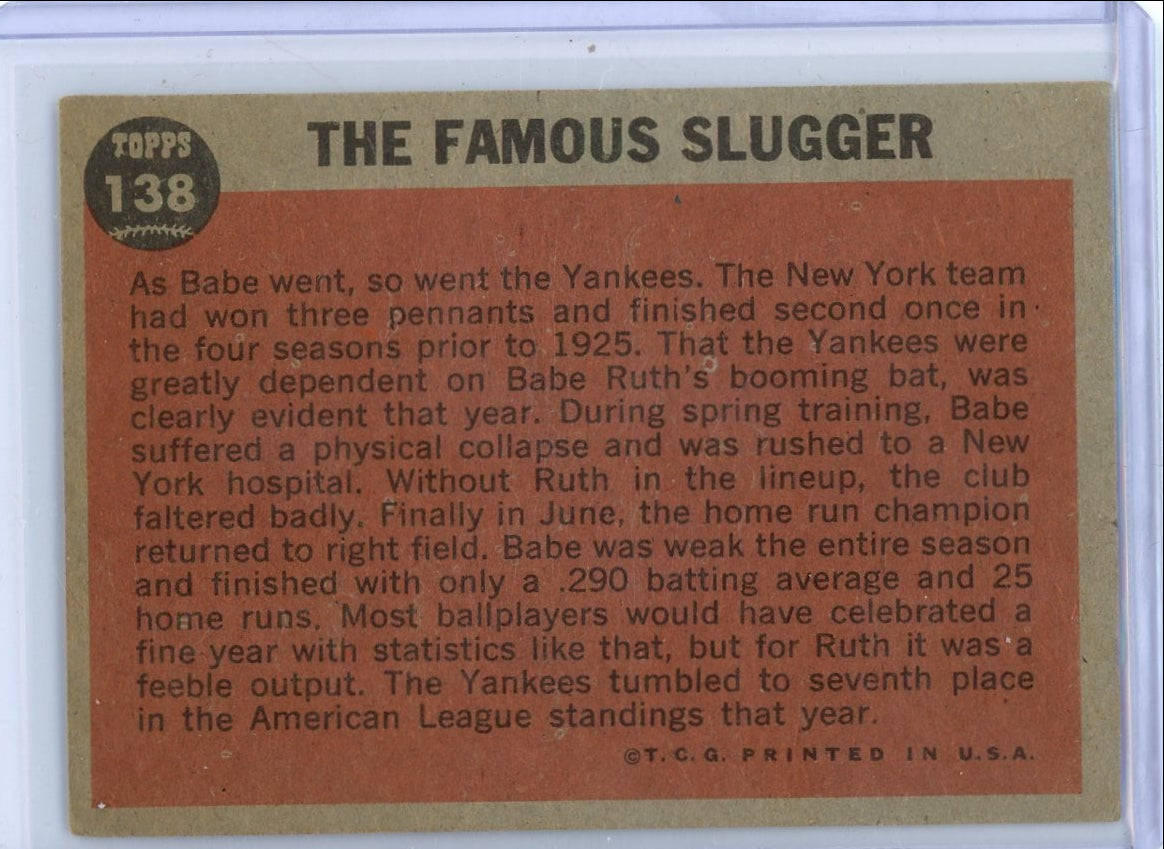 TOPPS
138
THE FAMOUS SLUGGER
As Babe went, so went the Yankees. The New York team
had won three pennants and finished second once in
the four seasons prior to 1925. That the Yankees were
greatly dependent on Babe Ruth's booming bat, was
clearly evident that year. During spring training, Babe
suffered a physical collapse and was rushed to a New
York hospital. Without Ruth in the lineup, the club
faltered badly. Finally in June, the home run champion
returned to right field. Babe was weak the entire season
and finished with only a .290 batting average and 25
home runs. Most ballplayers would have celebrated a
fine year with statistics like that, but for Ruth it was a
feeble output. The Yankees tumbled to seventh place
in the American League standings that year.
©T. C. G. PRINTED IN U.S.A.